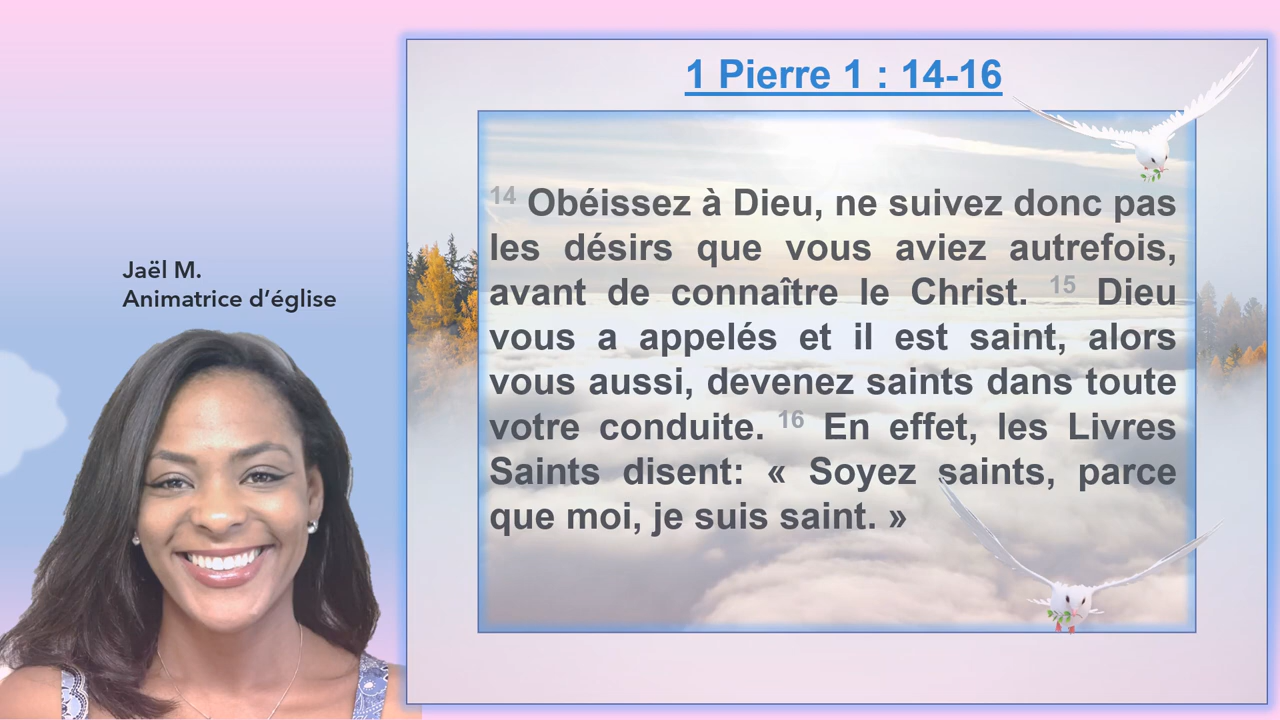 1 Pierre 1 : 14-16
14 Obéissez à Dieu, ne suivez donc pas
les désirs que vous aviez autrefois,
avant de connaître le Christ. 15 Dieu
vous a appelés et il est saint, alors
vous aussi, devenez saints dans toute
votre conduite. 16 En effet, les Livres
Saints disent: « Soyez saints, parce
que moi, je suis saint. »
Jaël M.
Animatrice d’église